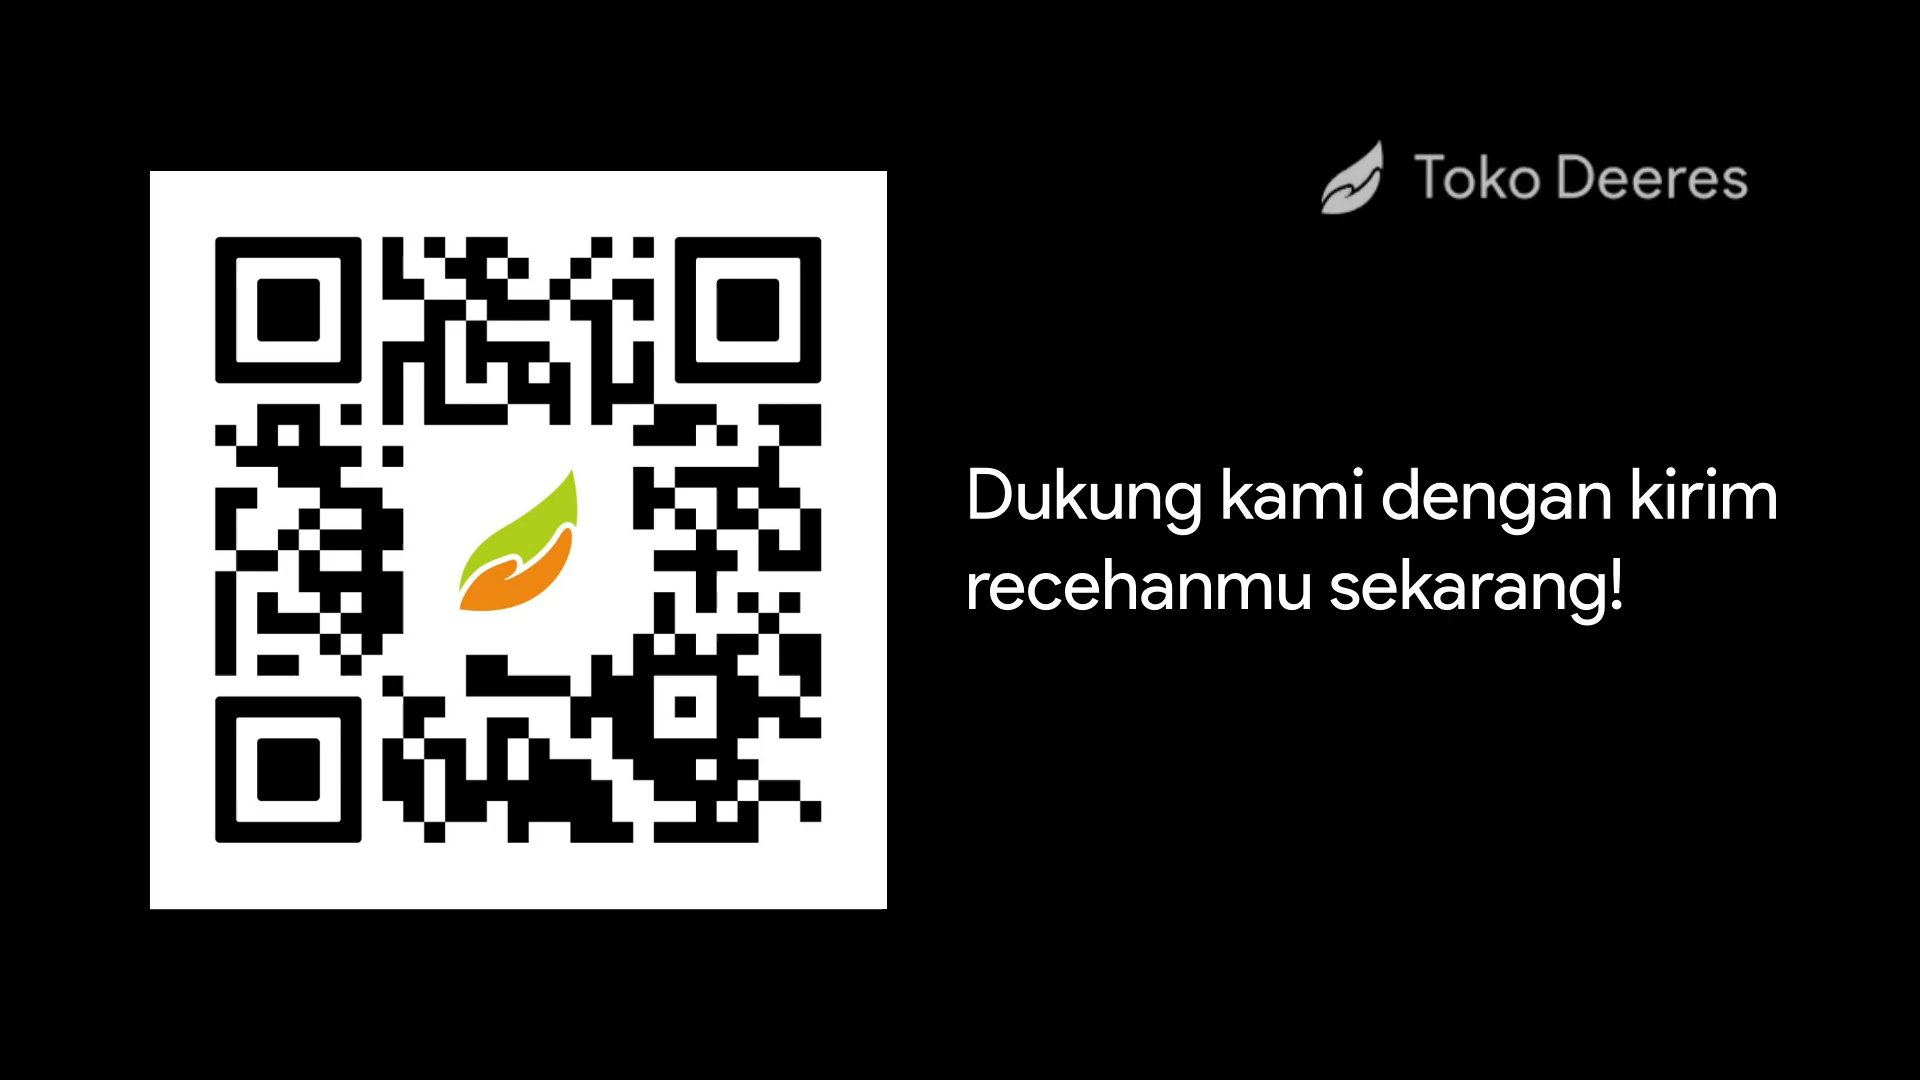 Toko Deeres
Dukung kami dengan kirim
recehanmu sekarang!